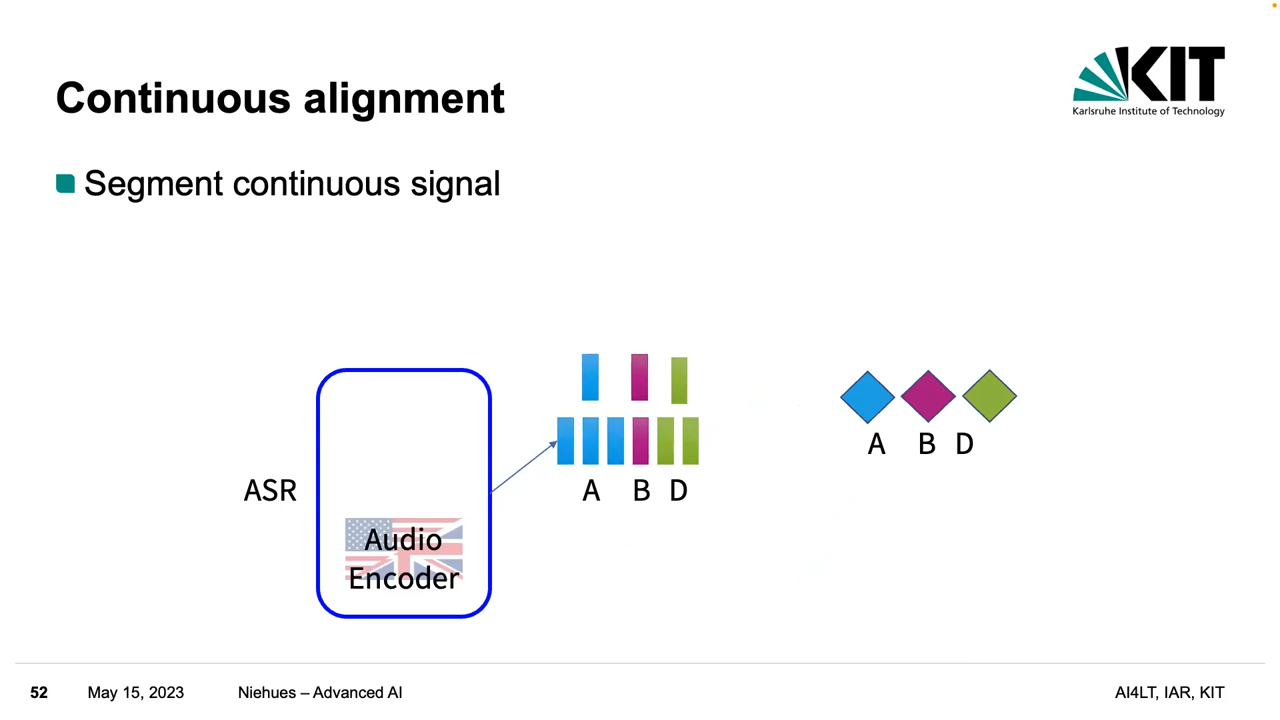 Continuous alignment
KIT
Karlsruhe Institute of Technology
Segment continuous signal
ASR
Audio
Encoder
A B D
A B D
52 May 15, 2023 Niehues – Advanced AI AI4LT, IAR, KIT